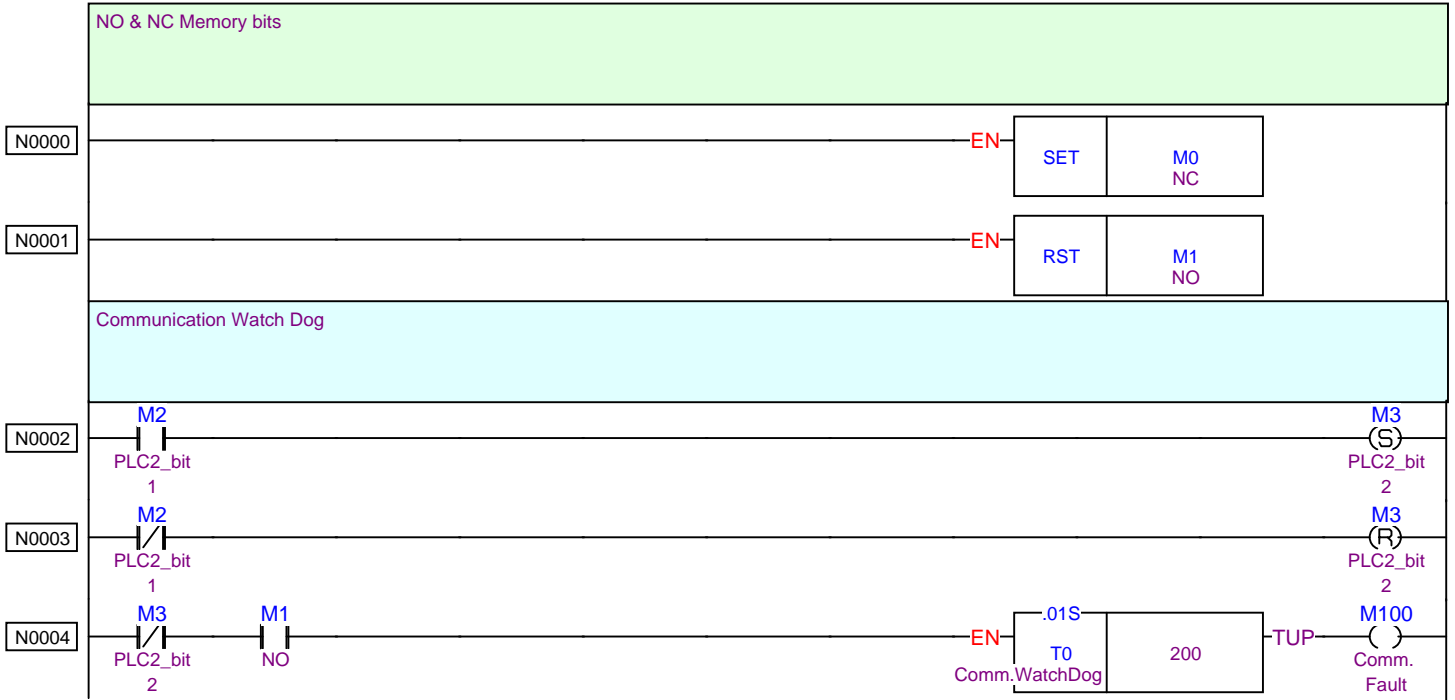 NO & NC Memory bits
N0000
EN
SET
M0
NC
N0001
EN
RST
M1
NO
Communication Watch Dog
M2
M3
N0002
S
PLC2_bit
PLC2_bit
1
2
M2
M3
N0003
R
PLC2_bit
PLC2_bit
1
2
M3
M1
.01S
M100
N0004
EN
TUP
PLC2_bit
NO
T0
200
Comm.
2
Comm.WatchDog
Fault